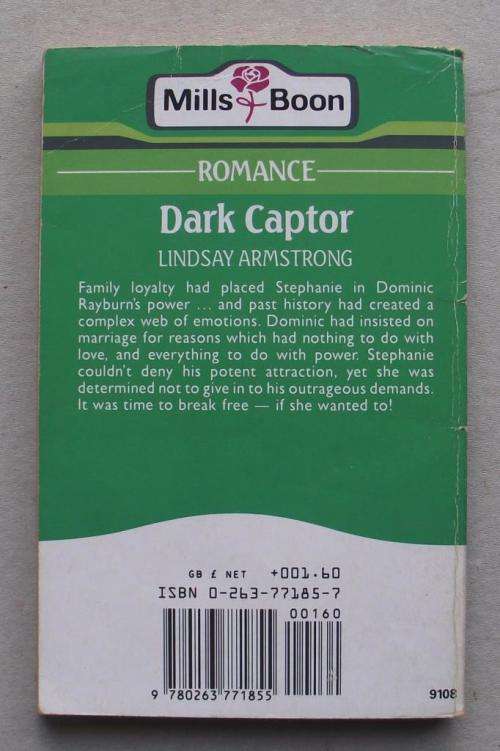 Mills & Boon
ROMANCE
Dark Captor
LINDSAY ARMSTRONG
Family loyalty had placed Stephanie in Dominic
Rayburn's power ... and past history had created a
complex web of emotions. Dominic had insisted on
marriage for reasons which had nothing to do with
love, and everything to do with power. Stephanie
couldn't deny his potent attraction, yet she was
determined not to give in to his outrageous demands.
It was time to break free — if she wanted to!
GB £ NET +001.60
ISBN 0-263-77185-7
00160
9 780263 771855
9108